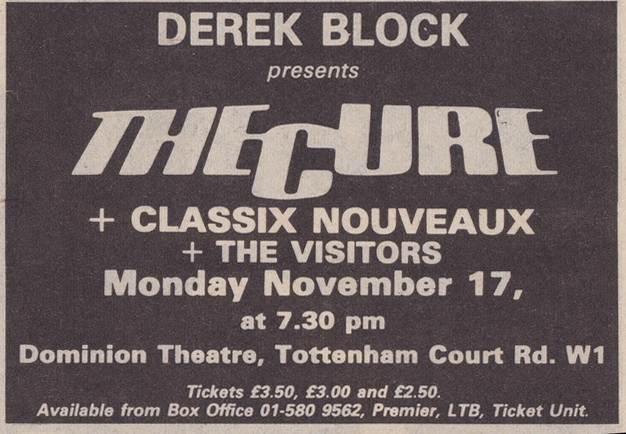 DEREK BLOCK
presents
THE CURE
+ CLASSIX NOUVEAUX
+ THE VISITORS
Monday November 17,
at 7.30 pm
Dominion Theatre, Tottenham Court Rd. W1
Tickets £3.50, £3.00 and £2.50.
Available from Box Office 01-580 9562, Premier, LTB, Ticket Unit.